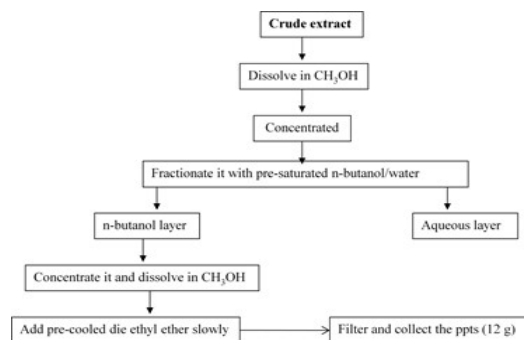 Crude extract
Dissolve in CH₃OH
Concentrated
Fractionate it with pre-saturated n-butanol/water
n-butanol layer
Aqueous layer
Concentrate it and dissolve in CH₃OH
Add pre-cooled die ethyl ether slowly
Filter and collect the ppts (12 g)